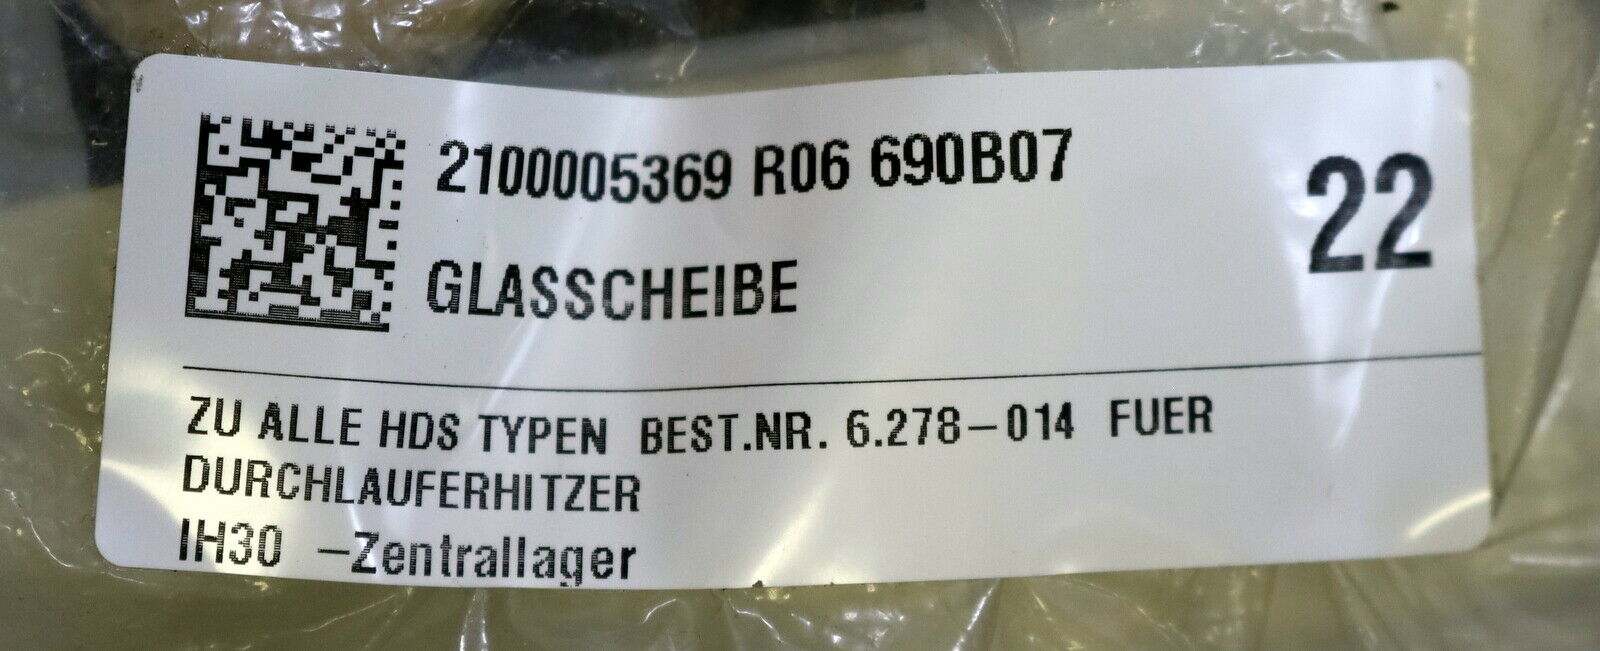 2100005369 R06 690B07
22
GLASSCHEIBE
ZU ALLE HDS TYPEN BEST.NR. 6.278-014 FUER
DURCHLAUFERHITZER
IH30 -Zentrallager